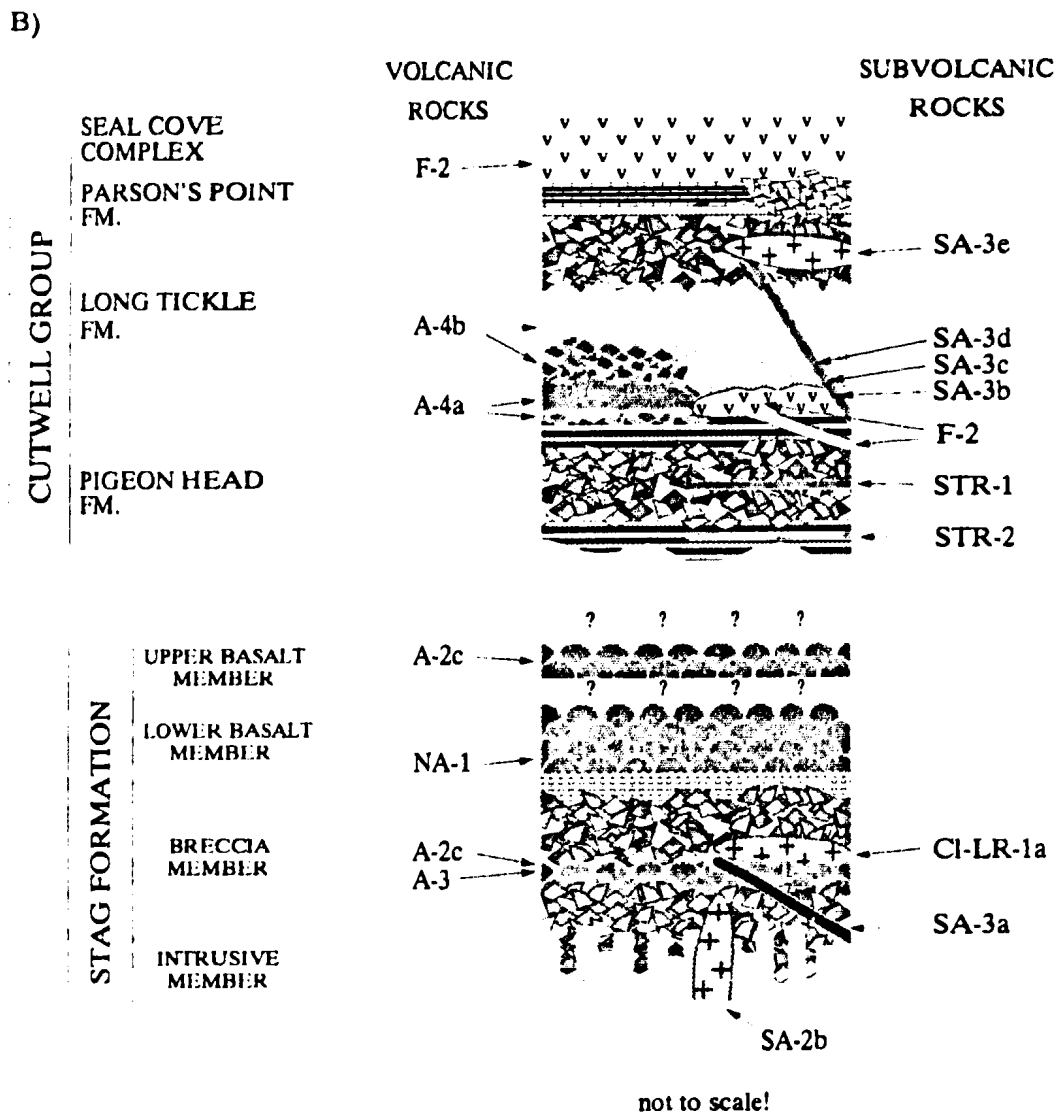 B)
VOLCANIC
ROCKS
SUBVOLCANIC
ROCKS
CUTWELL GROUP
SEAL COVE
COMPLEX
PARSON'S POINT
FM.
LONG TICKLE
FM.
PIGEON HEAD
FM.
F-2
A-4b
A-4a
SA-3e
SA-3d
SA-3c
SA-3b
F-2
STR-1
STR-2
? ? ? ?
STAG FORMATION
UPPER BASALT
MEMBER
LOWER BASALT
MEMBER
BRECCIA
MEMBER
INTRUSIVE
MEMBER
A-2c
? ? ? ?
NA-1
A-2c
A-3
Cl-LR-1a
SA-3a
SA-2b
not to scale!